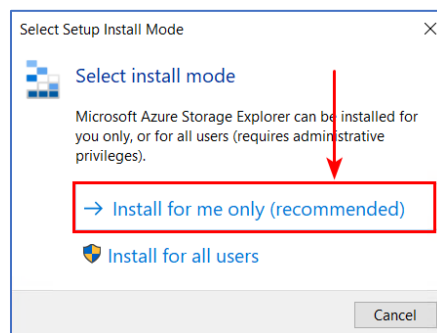 Select Setup Install Mode
Select install mode
Microsoft Azure Storage Explorer can be installed for
you only, or for all users (requires administrative
privileges).
Install for me only (recommended)
Install for all users
Cancel